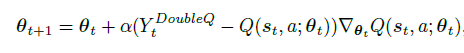 θ_{t+1} = θ_t + α(Y_t^{DoubleQ} − Q(s_t, a; θ_t))∇_{θ_t} Q(s_t, a; θ_t).